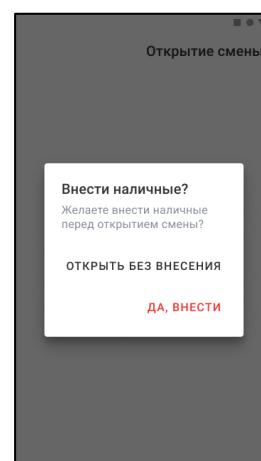 Открытие смены
Внести наличные?
Желаете внести наличные
перед открытием смены?
ОТКРЫТЬ БЕЗ ВНЕСЕНИЯ
ДА, ВНЕСТИ